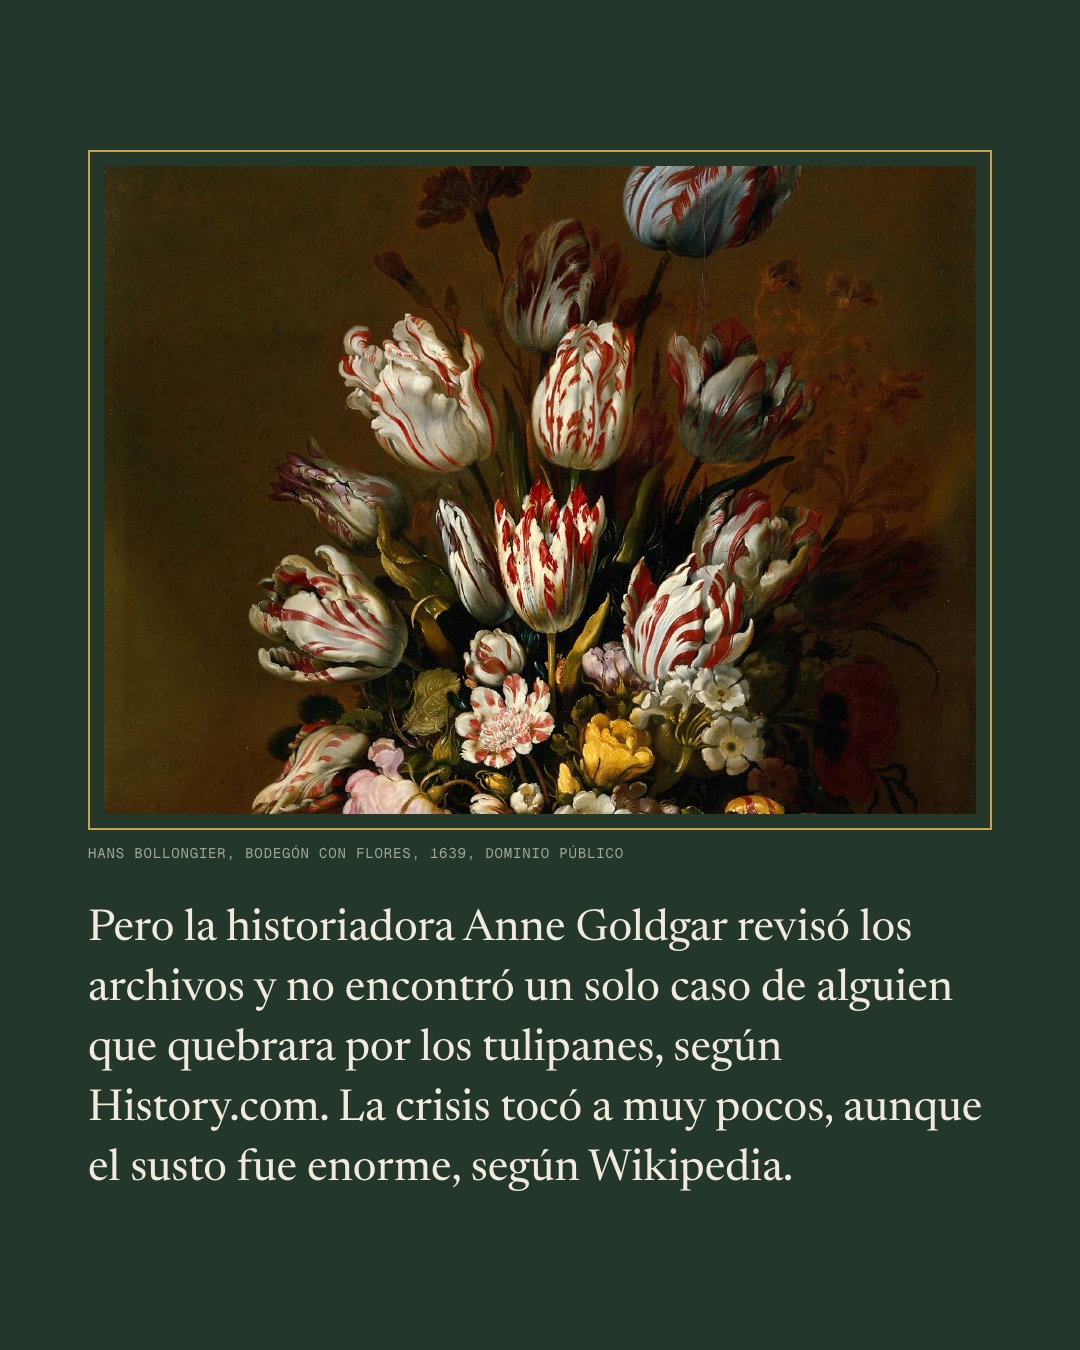 HANS BOLLONGIER, BODEGÓN CON FLORES, 1639, DOMINIO PÚBLICO
Pero la historiadora Anne Goldgar revisó los
archivos y no encontró un solo caso de alguien
que quebrara por los tulipanes, según
History.com. La crisis tocó a muy pocos, aunque
el susto fue enorme, según Wikipedia.